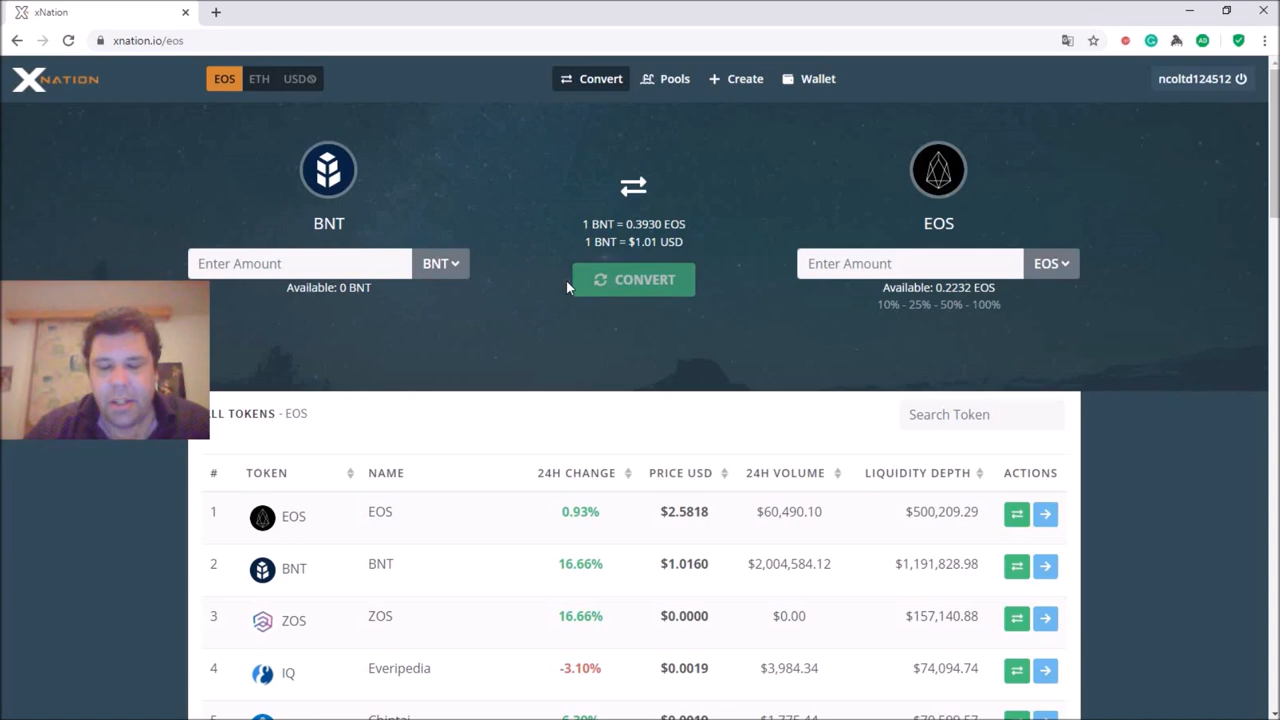 xNation
xnation.io/eos
XNATION
EOS ETH USD
Convert Pools Create Wallet
ncoltd124512
BNT
1 BNT = 0.3930 EOS
1 BNT = $1.01 USD
EOS
Enter Amount BNT
CONVERT
Enter Amount EOS
Available: 0 BNT
Available: 0.2232 EOS
10% - 25% - 50% - 100%
LL TOKENS - EOS
Search Token
# TOKEN NAME 24H CHANGE PRICE USD 24H VOLUME LIQUIDITY DEPTH ACTIONS
1 EOS EOS 0.93% $2.5818 $60,490.10 $500,209.29
2 BNT BNT 16.66% $1.0160 $2,004,584.12 $1,191,828.98
3 ZOS ZOS 16.66% $0.0000 $0.00 $157,140.88
4 IQ Everipedia -3.10% $0.0019 $3,984.34 $74,094.74